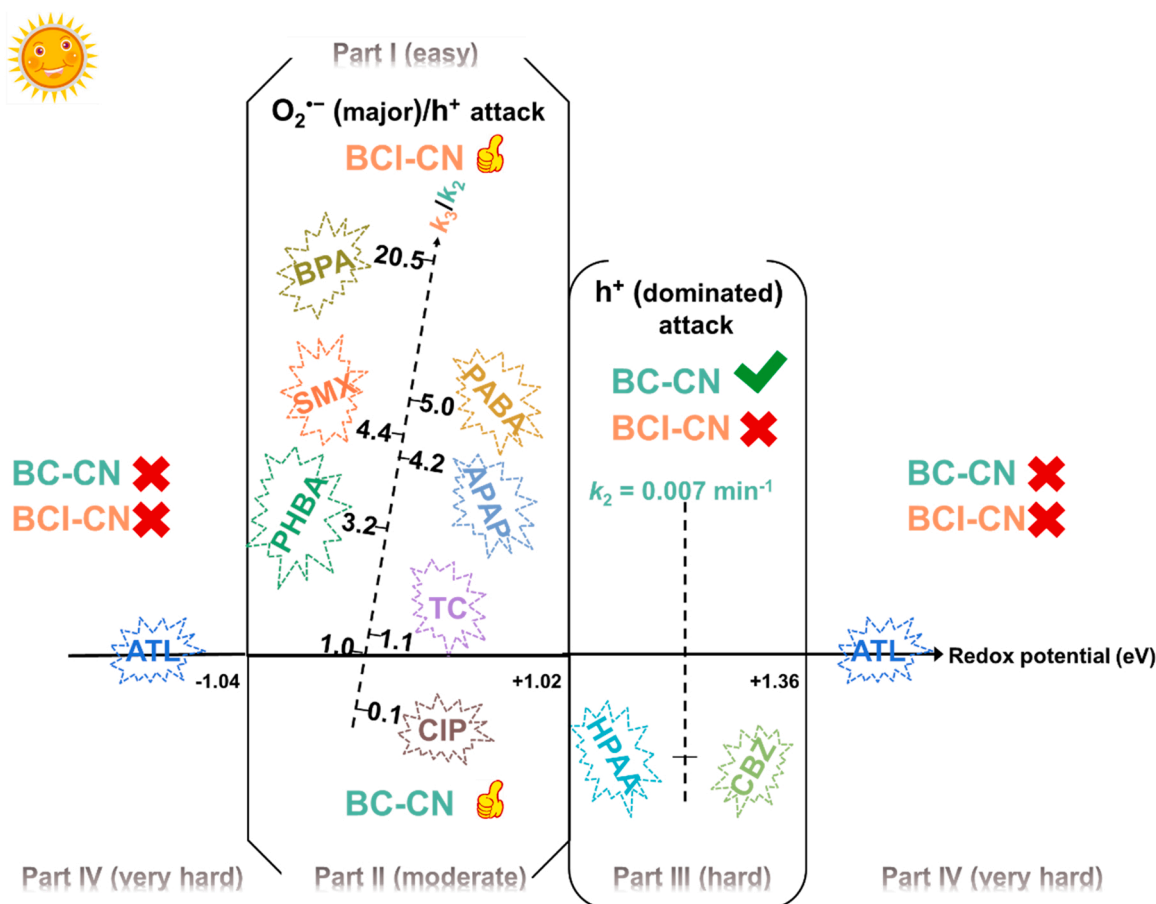 Part I (easy)
O₂•− (major)/h⁺ attack
BCI-CN
k₃/k₂
BPA
20.5
h⁺ (dominated)
attack
BC-CN
BCI-CN
SMX
PABA
5.0
4.4
4.2
BC-CN
BCI-CN
PHBA
APAP
3.2
k₂ = 0.007 min⁻¹
BC-CN
BCI-CN
TC
1.1
1.0
ATL
ATL
Redox potential (eV)
-1.04
+1.02
+1.36
0.1
CIP
HPAA
CBZ
BC-CN
Part IV (very hard)
Part II (moderate)
Part III (hard)
Part IV (very hard)